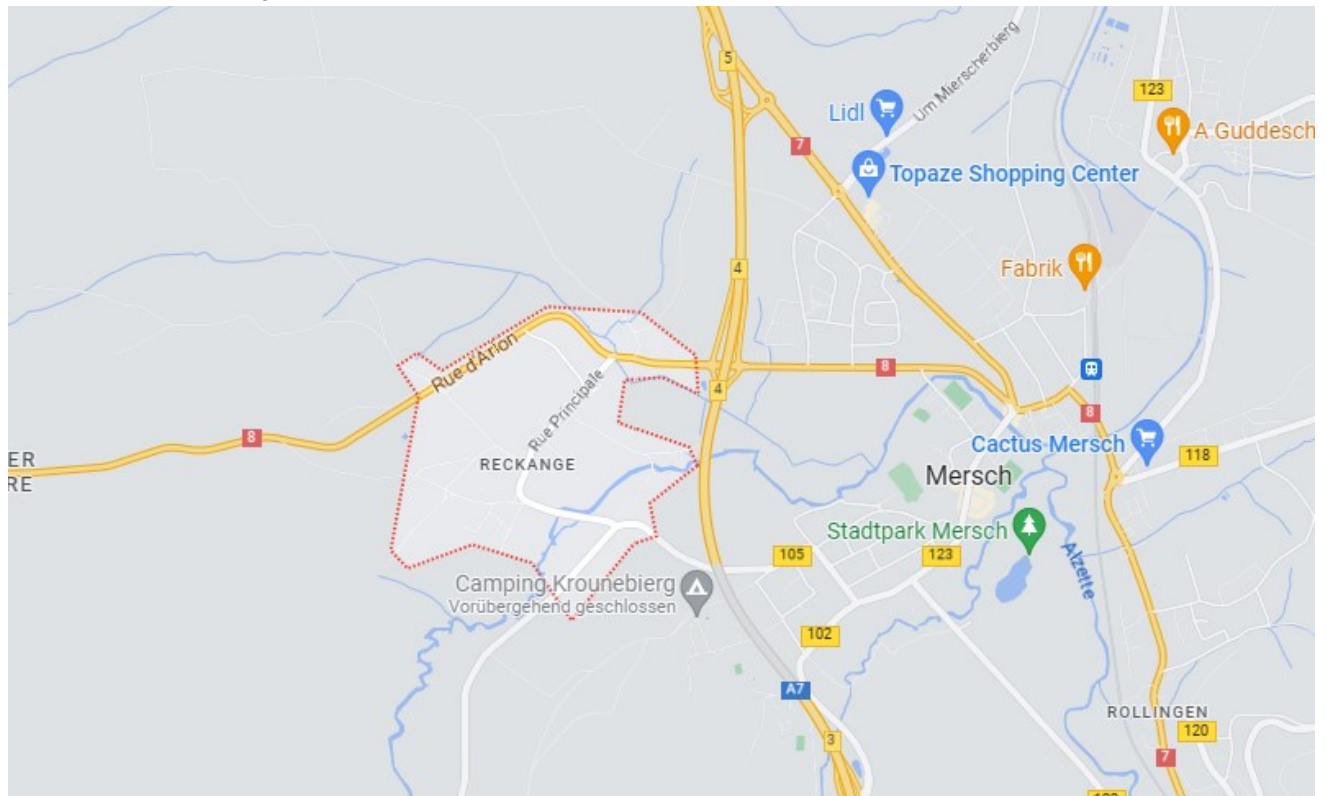 5
123
Um Mierscherbierg
Lidl
A Guddesch
7
Topaze Shopping Center
4
Fabrik
Rue d'Arlon
8
4
8
Rue Principale
8
ER
RE
RECKANGE
Cactus Mersch
118
Mersch
Stadtpark Mersch
105
123
Alzette
Camping Krounebierg
Vorübergehend geschlossen
102
A7
ROLLINGEN
120
3
7